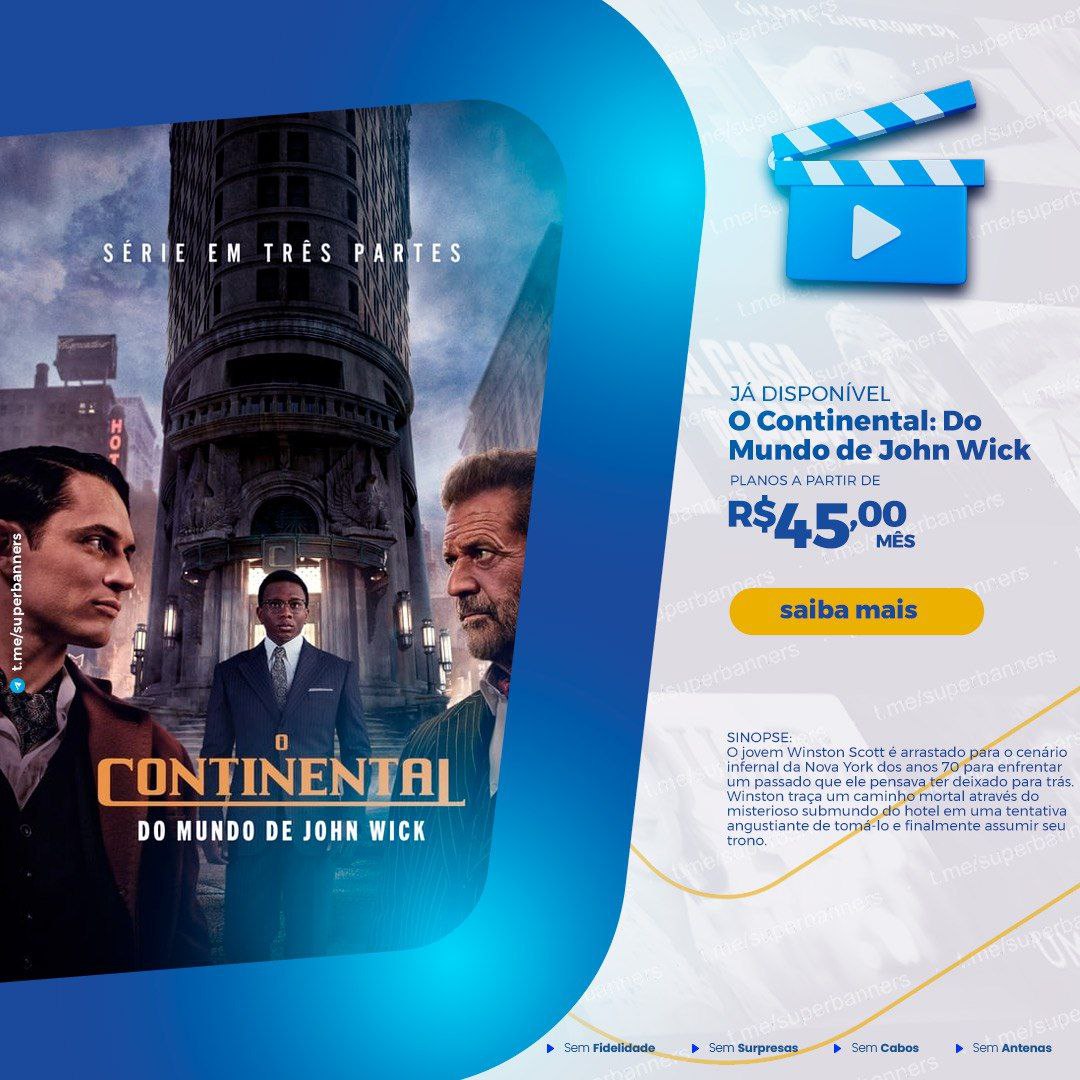 SÉRIE EM TRÊS PARTES
HOT
O
CONTINENTAL
DO MUNDO DE JOHN WICK
t.me/superbanners
JÁ DISPONÍVEL
O Continental: Do
Mundo de John Wick
PLANOS A PARTIR DE
R$45,00
MÊS
saiba mais
SINOPSE:
O jovem Winston Scott é arrastado para o cenário
infernal da Nova York dos anos 70 para enfrentar
um passado que ele pensava ter deixado para trás.
Winston traça um caminho mortal através do
misterioso submundo do hotel em uma tentativa
angustiante de tomá-lo e finalmente assumir seu
trono.
Sem Fidelidade
Sem Surpresas
Sem Cabos
Sem Antenas